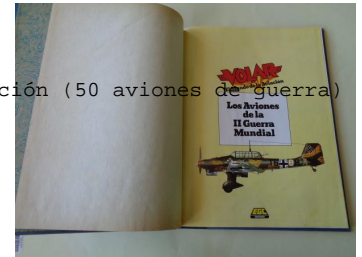 VOLAR
ción (50 aviones de guerra)
Los Aviones
de la
II Guerra
Mundial